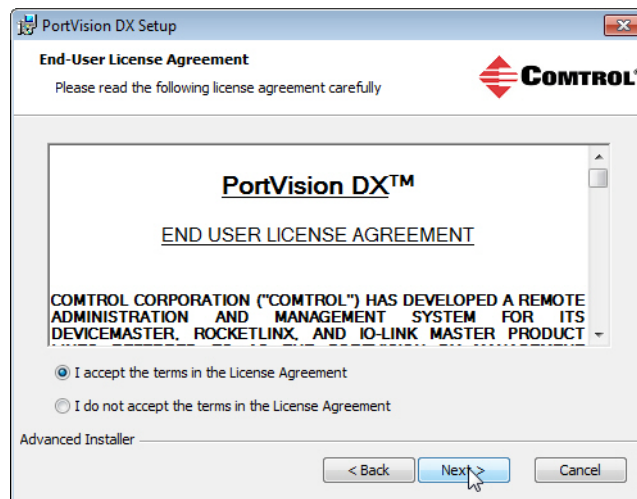 PortVision DX Setup
End-User License Agreement
Please read the following license agreement carefully
COMTROL®
PortVision DX™
END USER LICENSE AGREEMENT
COMTROL CORPORATION ("COMTROL") HAS DEVELOPED A REMOTE
ADMINISTRATION AND MANAGEMENT SYSTEM FOR ITS
DEVICEMASTER, ROCKETLINX, AND IO-LINK MASTER PRODUCT
I accept the terms in the License Agreement
I do not accept the terms in the License Agreement
Advanced Installer
< Back
Next >
Cancel